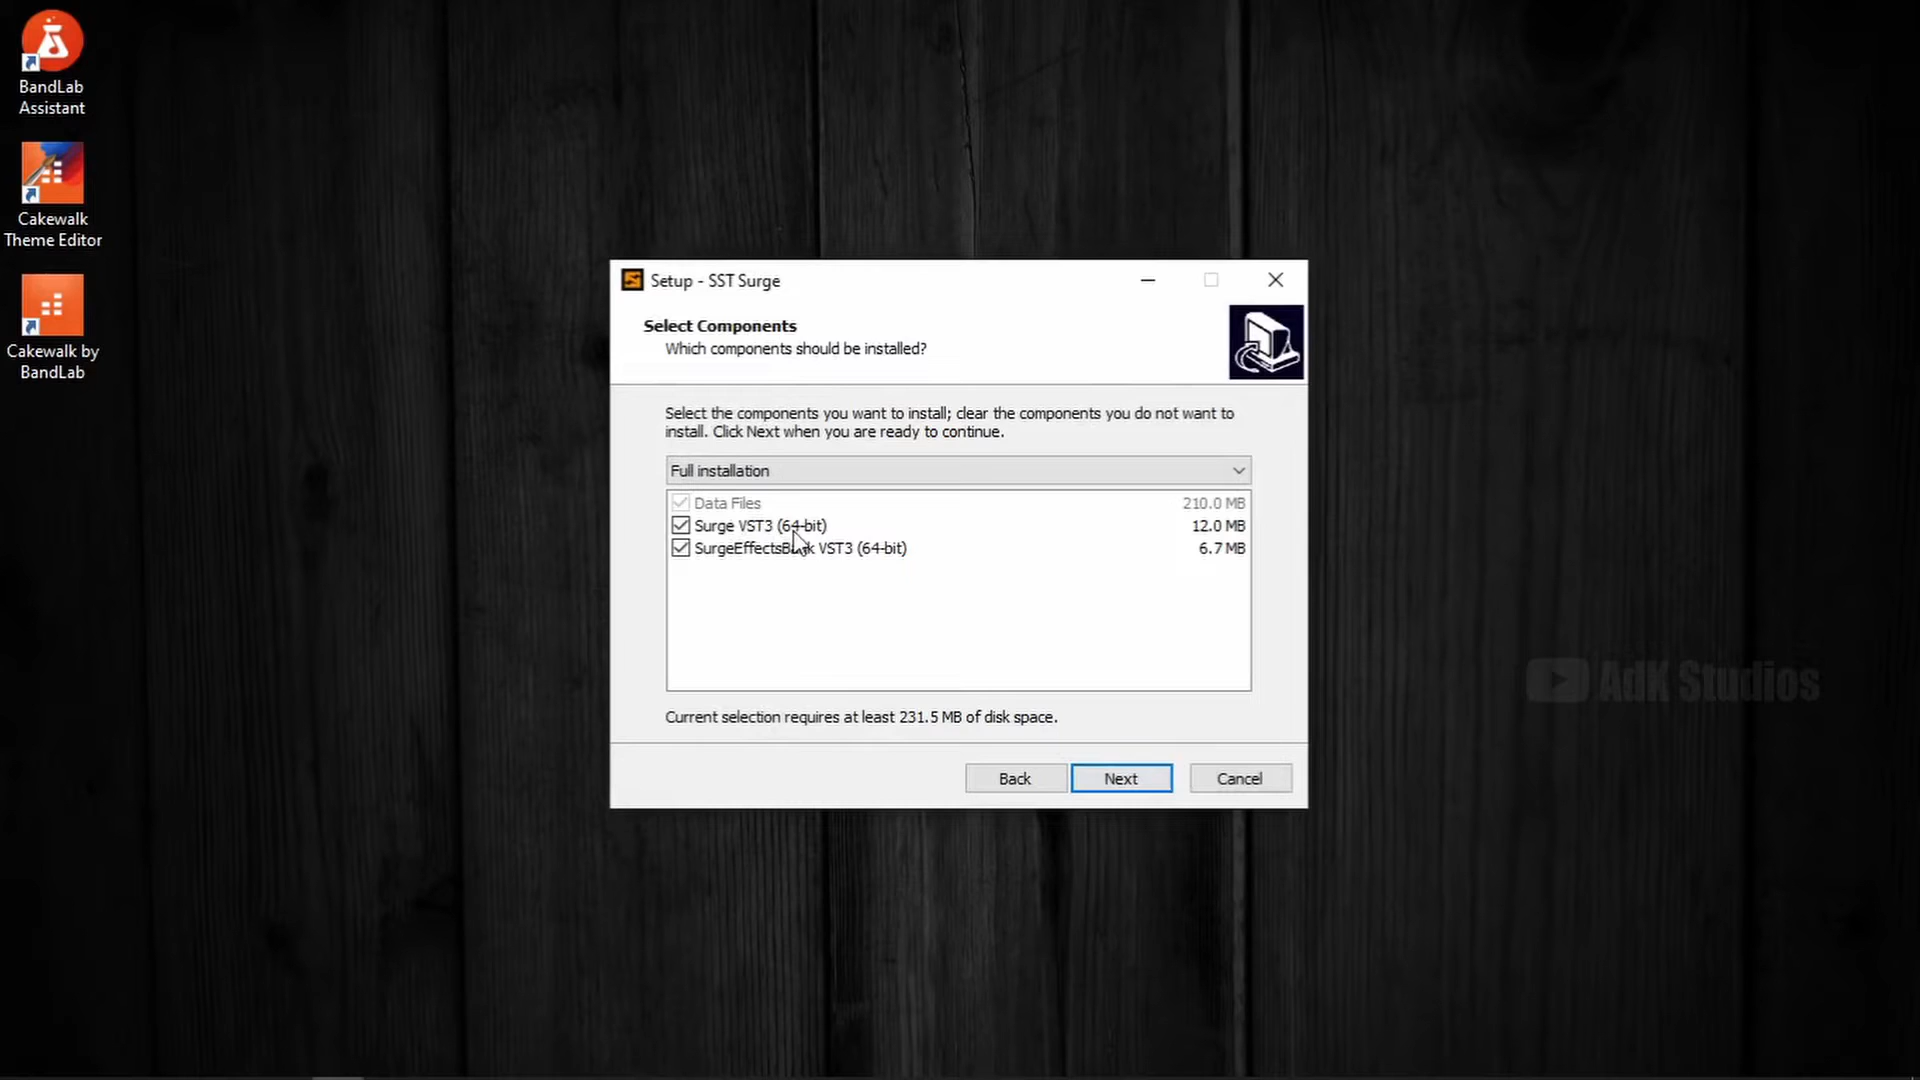 BandLab
Assistant
Cakewalk
Theme Editor
Cakewalk by
BandLab
Setup - SST Surge
Select Components
Which components should be installed?
Select the components you want to install; clear the components you do not want to
install. Click Next when you are ready to continue.
Full installation
Data Files 210.0 MB
Surge VST3 (64-bit) 12.0 MB
SurgeEffectsBank VST3 (64-bit) 6.7 MB
Current selection requires at least 231.5 MB of disk space.
Back Next Cancel
AdK Studios